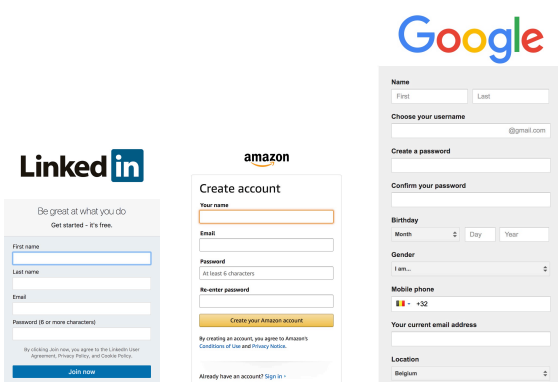 Linked in
Be great at what you do
Get started – it's free.
First name
Last name
Email
Password (6 or more characters)
By clicking Join now, you agree to the LinkedIn User
Agreement, Privacy Policy, and Cookie Policy.
Join now
amazon
Create account
Your name
Email
Password
At least 6 characters
Re-enter password
Create your Amazon account
By creating an account, you agree to Amazon's
Conditions of Use and Privacy Notice.
Already have an account? Sign in ›
Google
Name
First Last
Choose your username
@gmail.com
Create a password
Confirm your password
Birthday
Month Day Year
Gender
I am...
Mobile phone
+32
Your current email address
Location
Belgium